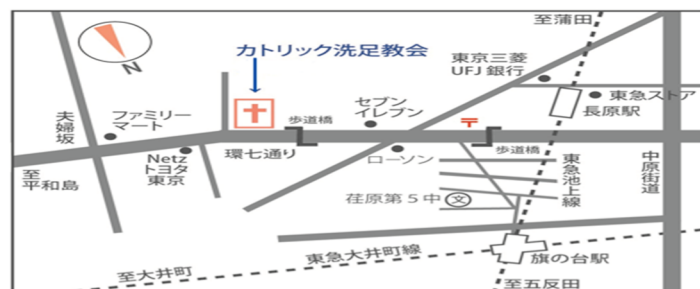 至蒲田
カトリック洗足教会
東京三菱
UFJ 銀行
N
東急ストア
長原駅
夫婦坂
ファミリー
マート
歩道橋
セブン
イレブン
〒
Netz
トヨタ
東京
環七通り
ローソン
歩道橋
至
平和島
東急池上線
中原街道
荏原第5中
文
東急大井町線
旗の台駅
至大井町
至五反田